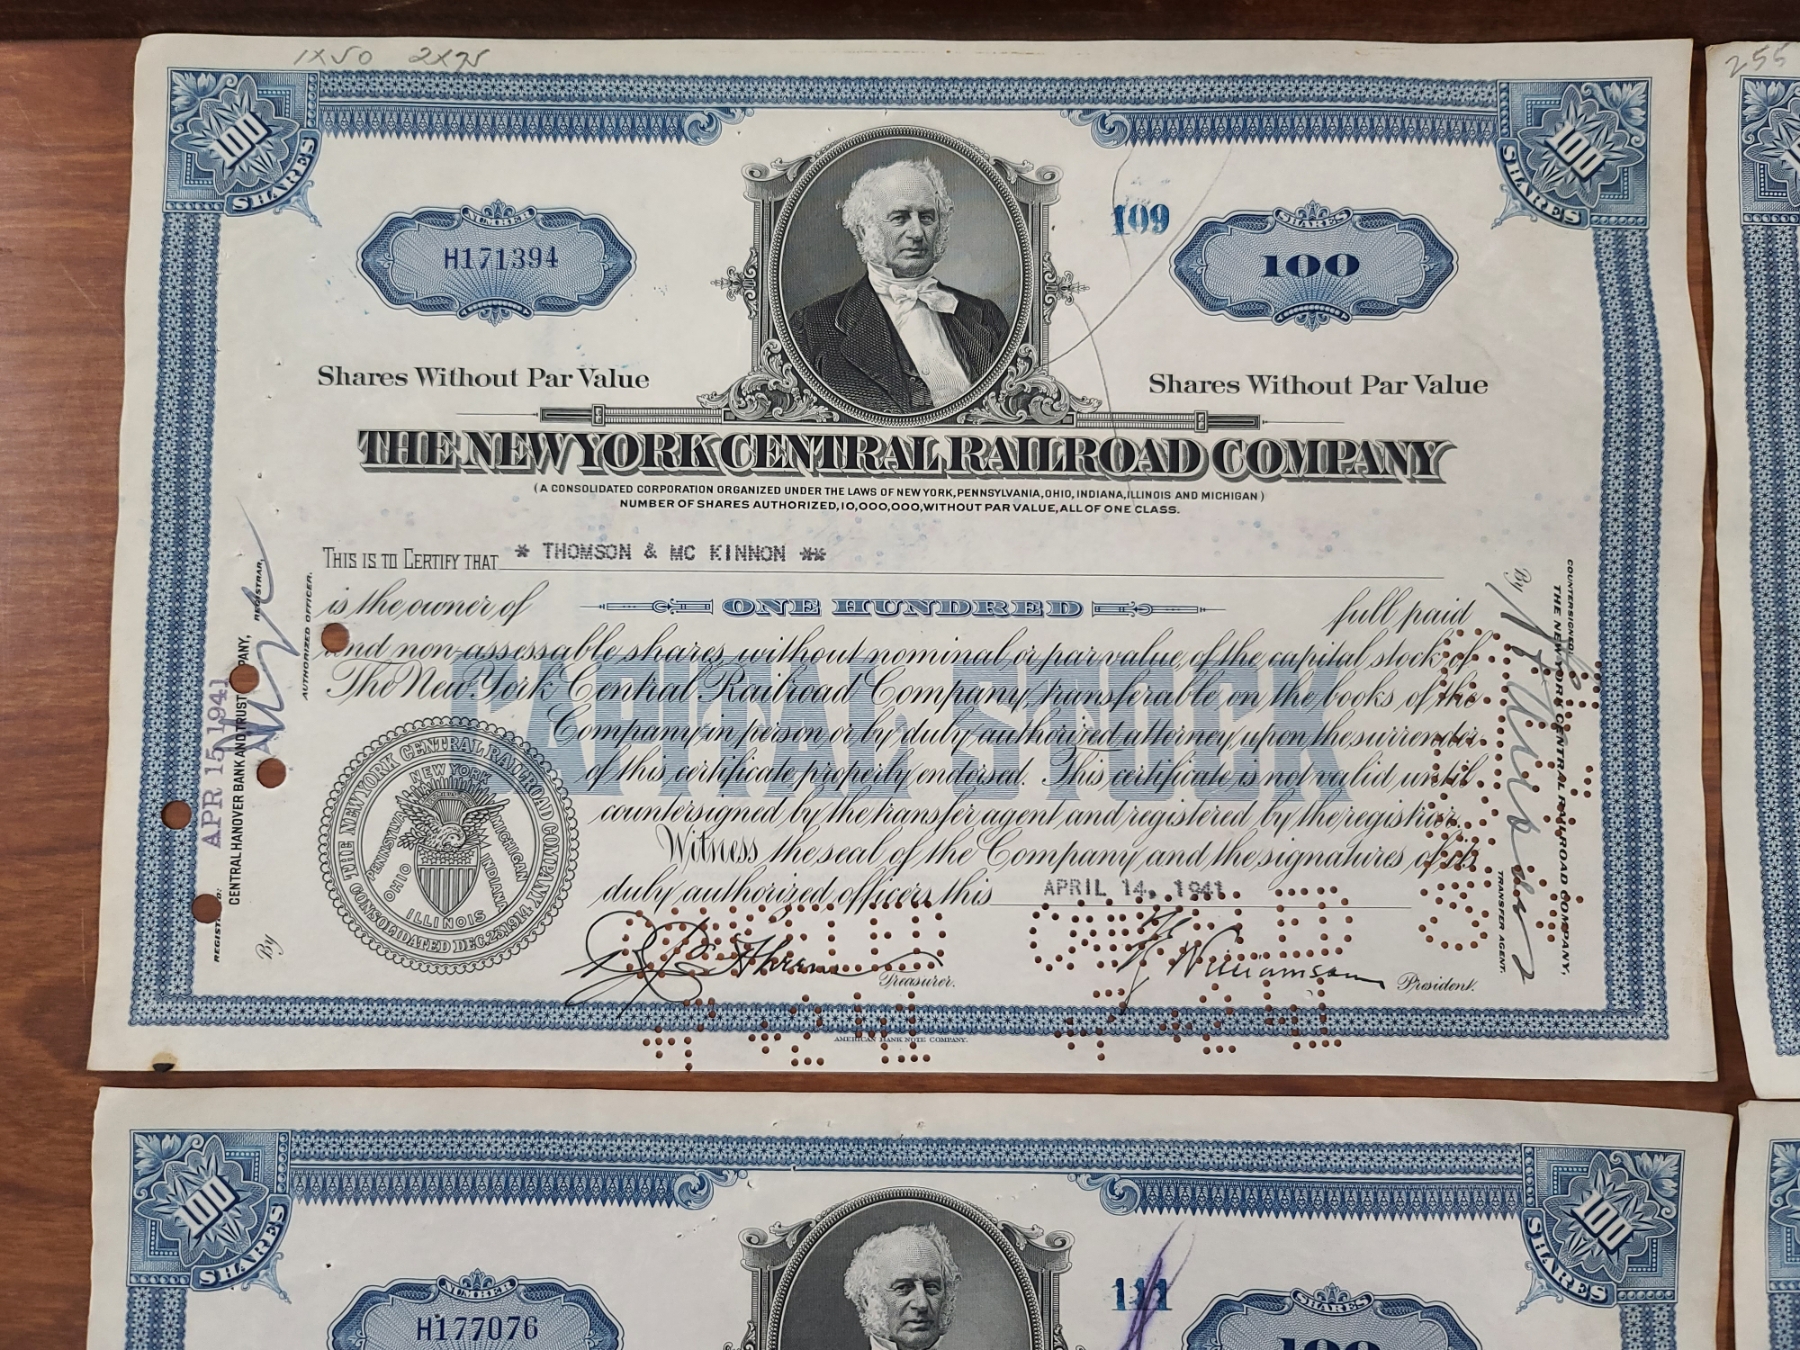 1x50 2x75
255
100 SHARES
100 SHARES
NUMBER
H171394
109
SHARES
100
Shares Without Par Value
Shares Without Par Value
THE NEW YORK CENTRAL RAILROAD COMPANY
(A CONSOLIDATED CORPORATION ORGANIZED UNDER THE LAWS OF NEW YORK, PENNSYLVANIA, OHIO, INDIANA, ILLINOIS AND MICHIGAN)
NUMBER OF SHARES AUTHORIZED, 10,000,000, WITHOUT PAR VALUE, ALL OF ONE CLASS.
THIS IS TO CERTIFY THAT * THOMSON & MC KINNON **
is the owner of ONE HUNDRED full paid
and non-assessable shares, without nominal or par value, of the capital stock of
The New York Central Railroad Company, transferable on the books of the
Company in person or by duly authorized attorney, upon the surrender
of this certificate properly endorsed. This certificate is not valid until
countersigned by the transfer agent and registered by the registrar.
Witness the seal of the Company and the signatures of its
duly authorized officers this APRIL 14, 1941
CAPITAL STOCK
Treasurer.
Williamson
President.
AMERICAN BANK NOTE COMPANY.
THE NEW YORK CENTRAL RAILROAD COMPANY
CONSOLIDATED DEC. 23, 1914
NEW YORK
PENNSYLVANIA
MICHIGAN
OHIO
INDIANA
ILLINOIS
APR 15 1941
CENTRAL HANOVER BANK AND TRUST COMPANY,
REGISTRAR,
By
AUTHORIZED OFFICER.
COUNTERSIGNED:
THE NEW YORK CENTRAL RAILROAD COMPANY,
By
TRANSFER AGENT.
100 SHARES
100 SHARES
NUMBER
H177076
111
SHARES
100